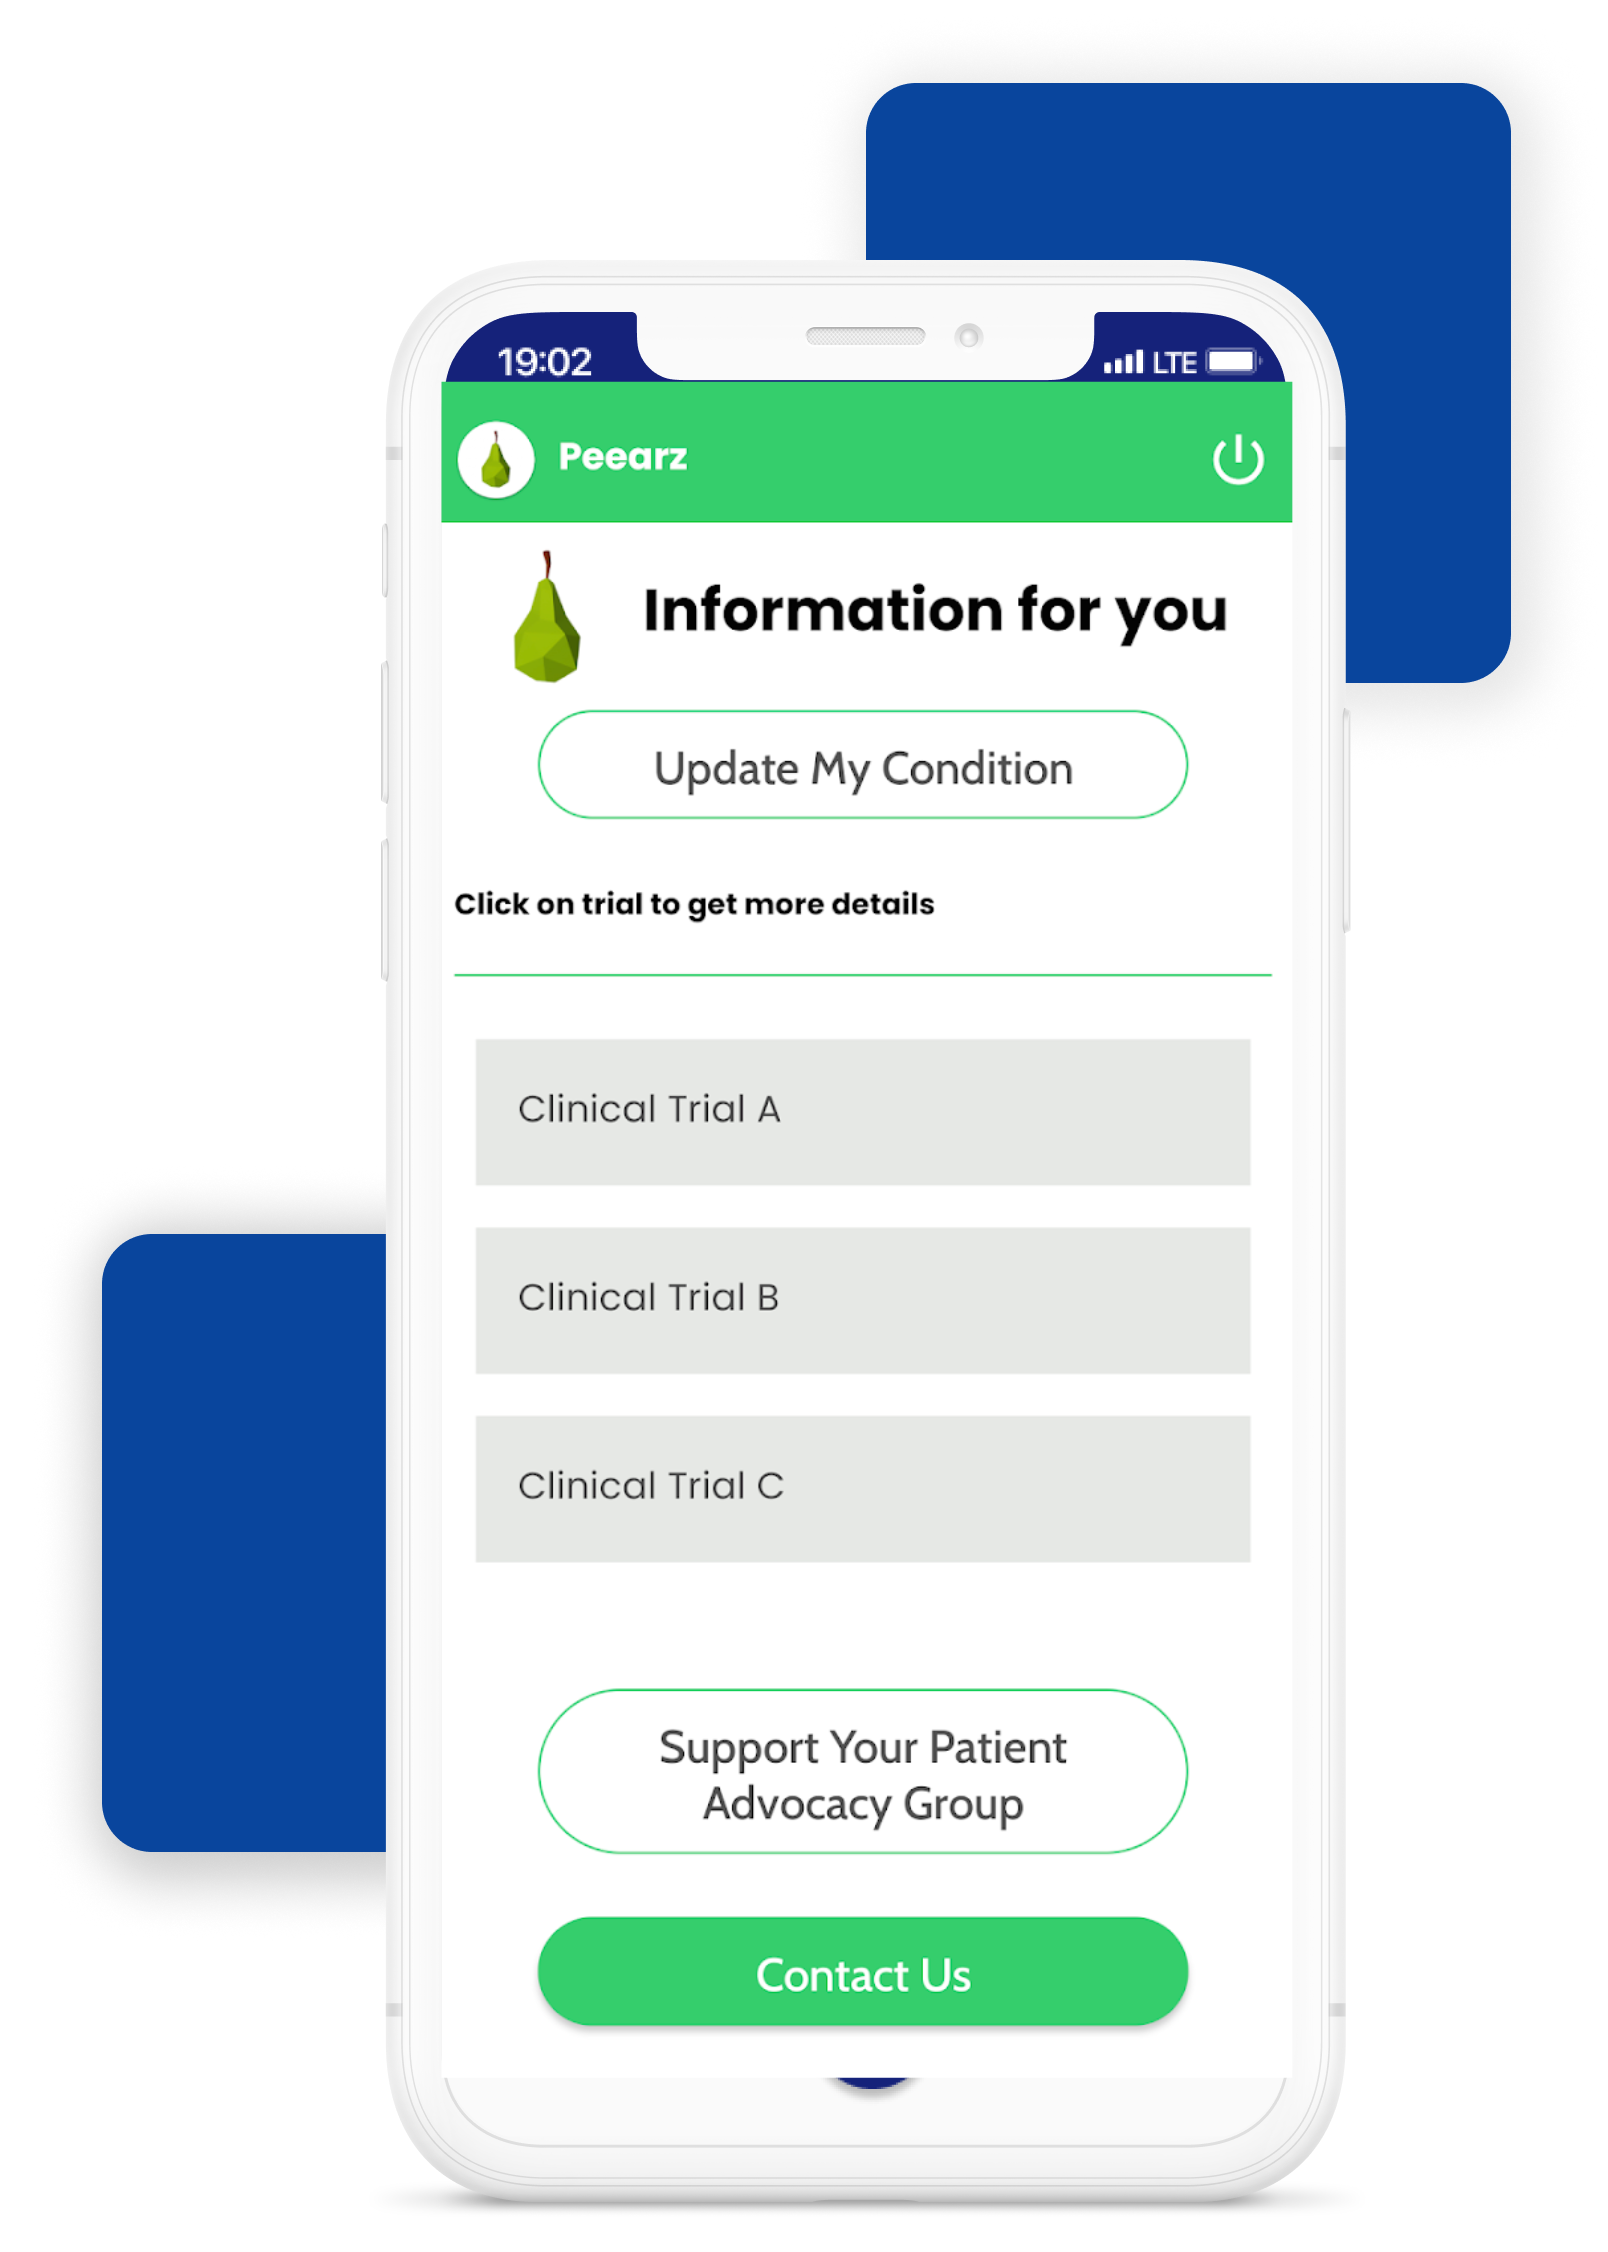 19:02
LTE
Peearz
Information for you
Update My Condition
Click on trial to get more details
Clinical Trial A
Clinical Trial B
Clinical Trial C
Support Your Patient
Advocacy Group
Contact Us